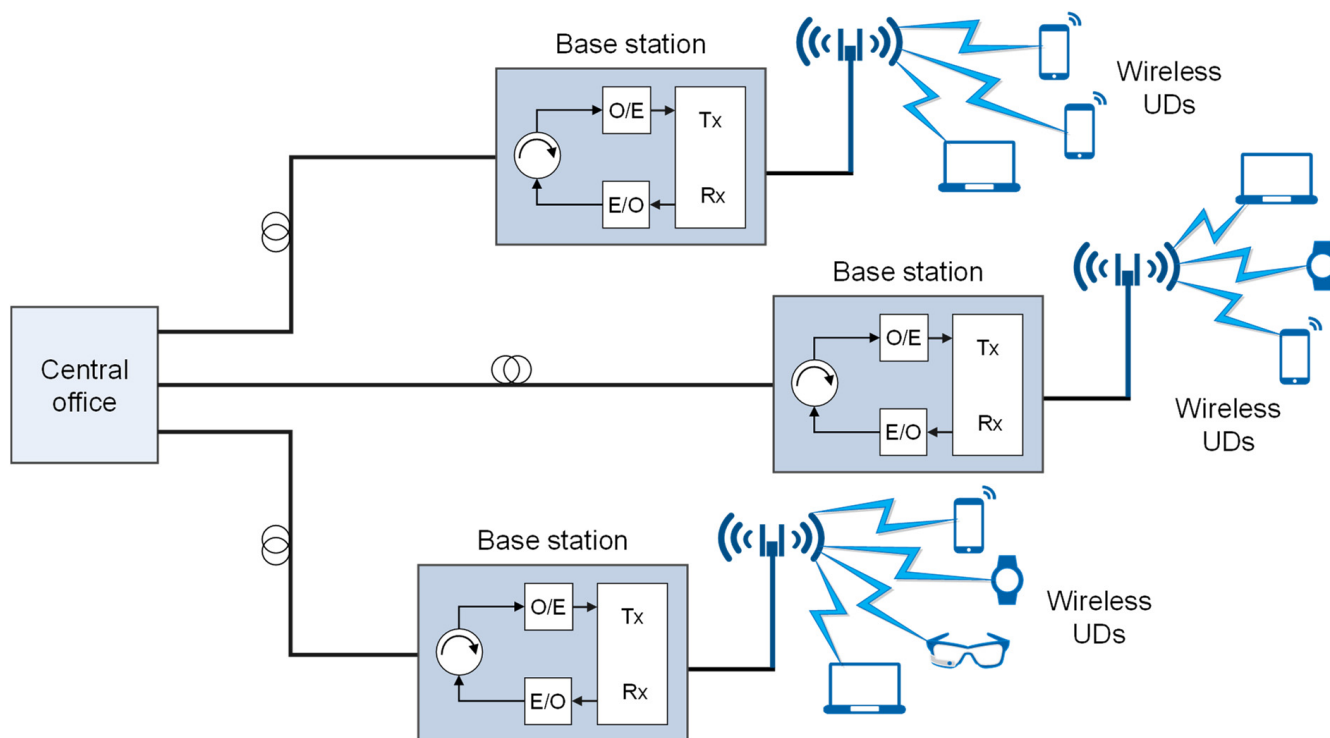 Base station
O/E
Tx
E/O
Rx
Wireless
UDs
Base station
O/E
Tx
E/O
Rx
Wireless
UDs
Central
office
Base station
O/E
Tx
E/O
Rx
Wireless
UDs